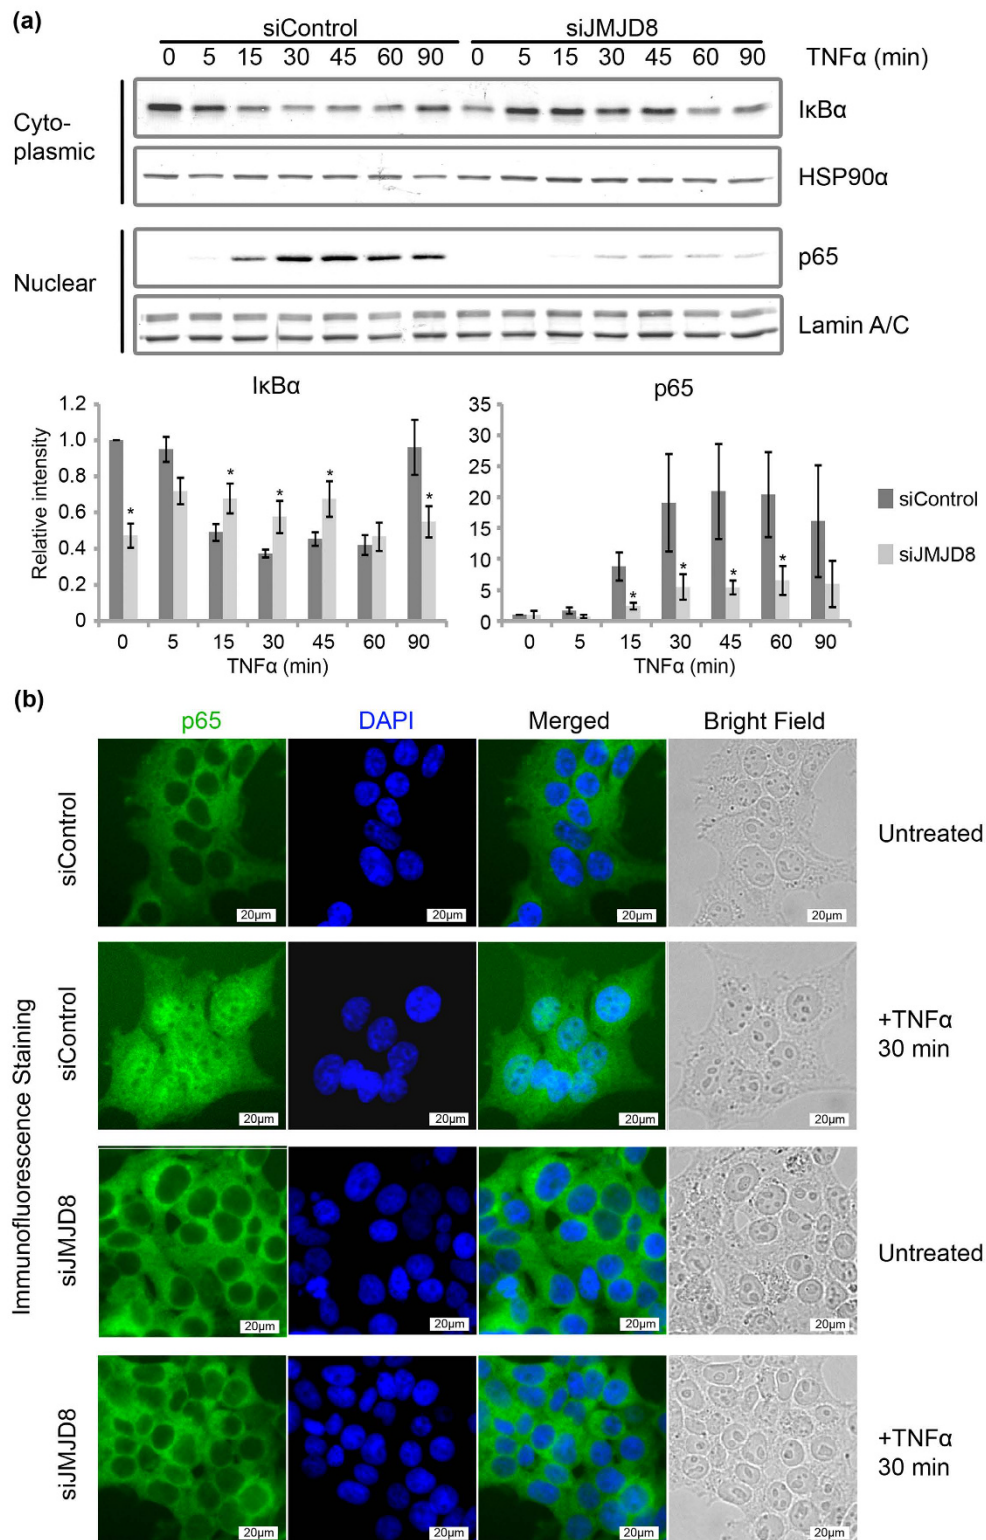 (a)
siControl siJMJD8
0 5 15 30 45 60 90 0 5 15 30 45 60 90 TNFα (min)
Cyto-
plasmic
IκBα
HSP90α
Nuclear
p65
Lamin A/C
IκBα
Relative intensity
1.2
1.0
0.8
0.6
0.4
0.2
0
* * * * *
0 5 15 30 45 60 90
TNFα (min)
p65
35
30
25
20
15
10
5
0
* * * *
0 5 15 30 45 60 90
TNFα (min)
siControl
siJMJD8
(b)
p65 DAPI Merged Bright Field
Immunofluorescence Staining
siControl
20μm 20μm 20μm 20μm
Untreated
siControl
20μm 20μm 20μm 20μm
+TNFα
30 min
siJMJD8
20μm 20μm 20μm 20μm
Untreated
siJMJD8
20μm 20μm 20μm 20μm
+TNFα
30 min